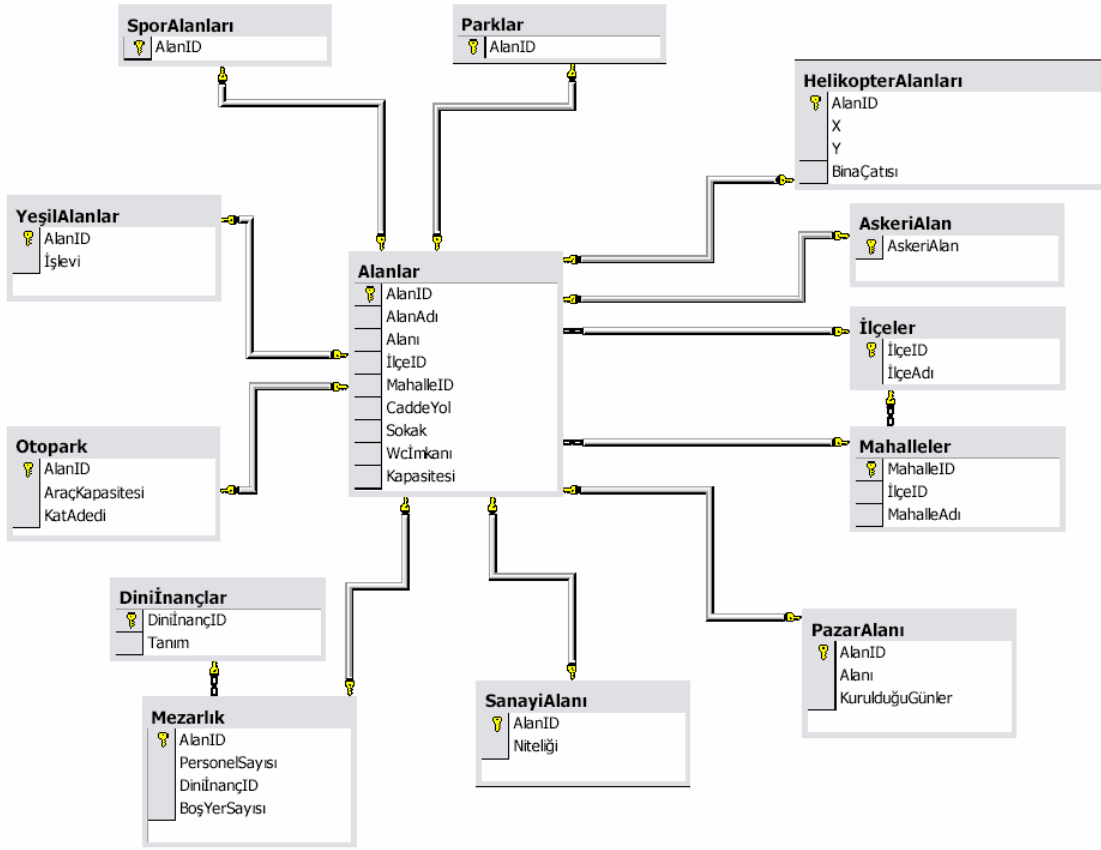 SporAlanları
AlanID
Parklar
AlanID
HelikopterAlanları
AlanID
X
Y
BinaÇatısı
YeşilAlanlar
AlanID
İşlevi
AskeriAlan
AskeriAlan
Alanlar
AlanID
AlanAdı
Alanı
İlçeID
MahalleID
CaddeYol
Sokak
Wcİmkanı
Kapasitesi
İlçeler
İlçeID
İlçeAdı
Otopark
AlanID
AraçKapasitesi
KatAdedi
Mahalleler
MahalleID
İlçeID
MahalleAdı
Diniİnançlar
DiniİnançID
Tanım
PazarAlanı
AlanID
Alanı
KurulduğuGünler
Mezarlık
AlanID
PersonelSayısı
DiniİnançID
BoşYerSayısı
SanayiAlanı
AlanID
Niteliği